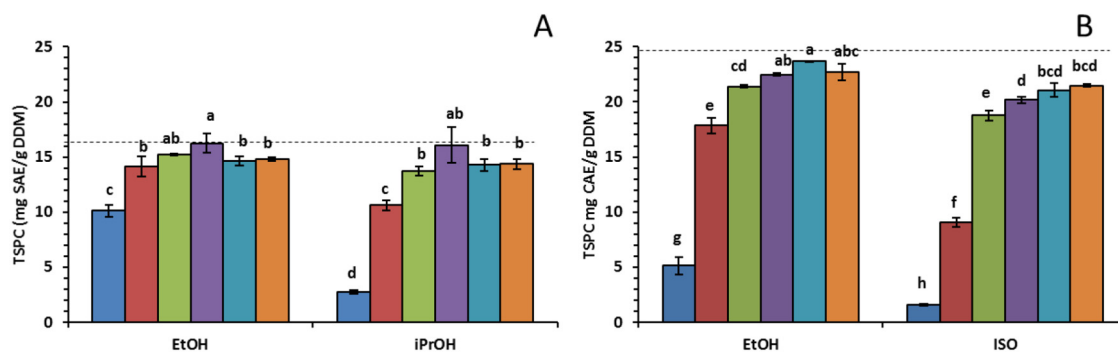 A
TSPC (mg SAE/g DDM)
25
20
15
10
5
0
c
b
ab
a
b
b
d
c
b
ab
b
b
EtOH
iPrOH
B
TSPC mg CAE/g DDM
25
20
15
10
5
0
g
e
cd
ab
a
abc
h
f
e
d
bcd
bcd
EtOH
ISO